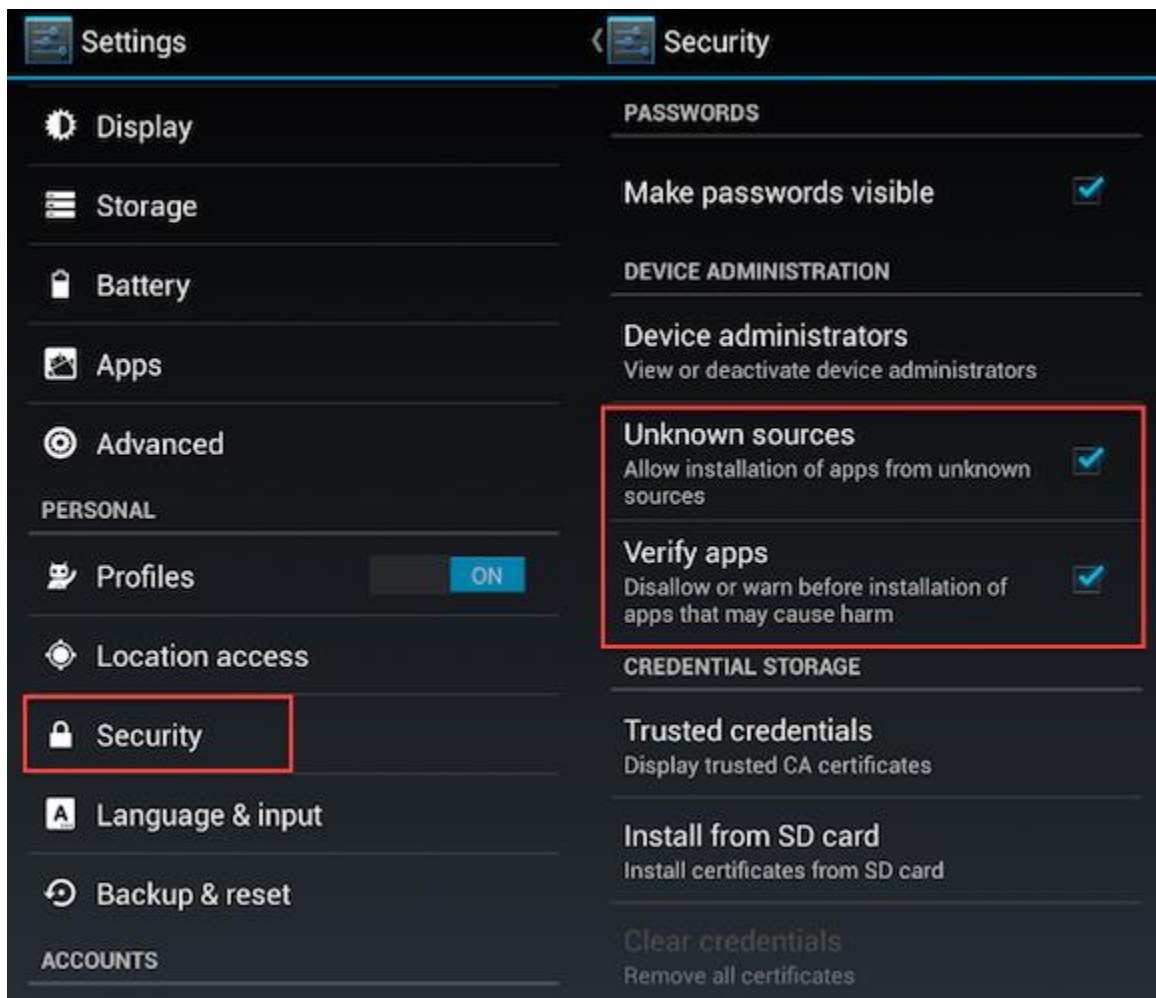 Settings
Display
Storage
Battery
Apps
Advanced
PERSONAL
Profiles ON
Location access
Security
A Language & input
Backup & reset
ACCOUNTS
Security
PASSWORDS
Make passwords visible
DEVICE ADMINISTRATION
Device administrators
View or deactivate device administrators
Unknown sources
Allow installation of apps from unknown
sources
Verify apps
Disallow or warn before installation of
apps that may cause harm
CREDENTIAL STORAGE
Trusted credentials
Display trusted CA certificates
Install from SD card
Install certificates from SD card
Clear credentials
Remove all certificates